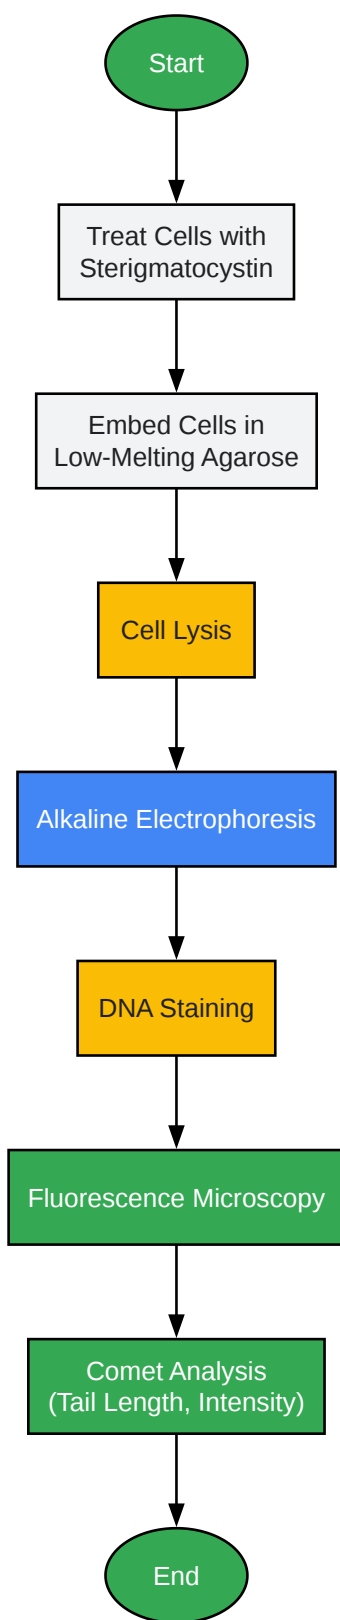 Start
Treat Cells with
Sterigmatocystin
Embed Cells in
Low-Melting Agarose
Cell Lysis
Alkaline Electrophoresis
DNA Staining
Fluorescence Microscopy
Comet Analysis
(Tail Length, Intensity)
End